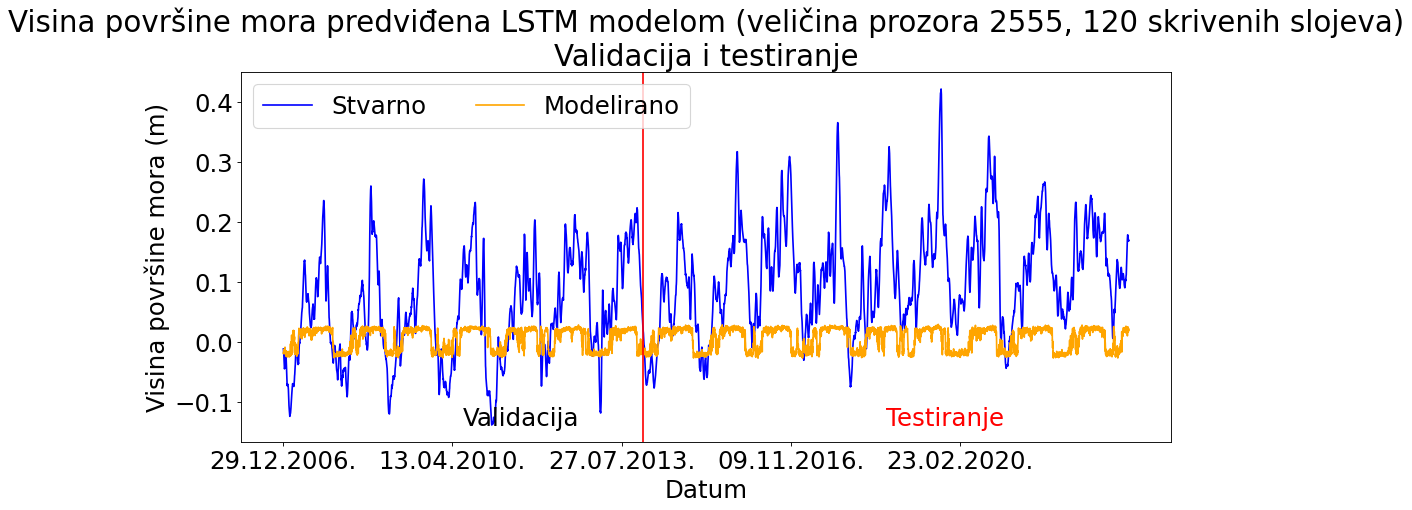 Visina površine mora predviđena LSTM modelom (veličina prozora 2555, 120 skrivenih slojeva)
Validacija i testiranje
Stvarno
Modelirano
Visina površine mora (m)
0.4
0.3
0.2
0.1
0.0
−0.1
Validacija
Testiranje
29.12.2006.
13.04.2010.
27.07.2013.
09.11.2016.
23.02.2020.
Datum